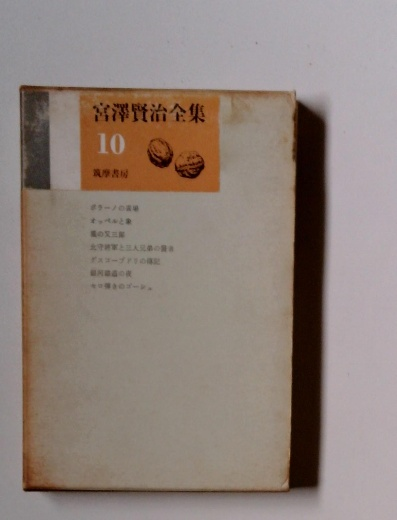 宮澤賢治全集
10
筑摩書房
ポラーノの広場
オッペルと象
風の又三郎
北守将軍と三人兄弟の医者
グスコーブドリの伝記
銀河鉄道の夜
セロ弾きのゴーシュ